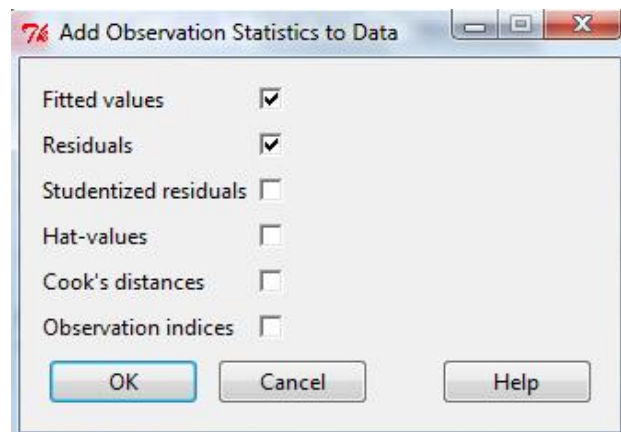 Add Observation Statistics to Data
Fitted values
Residuals
Studentized residuals
Hat-values
Cook's distances
Observation indices
OK Cancel Help